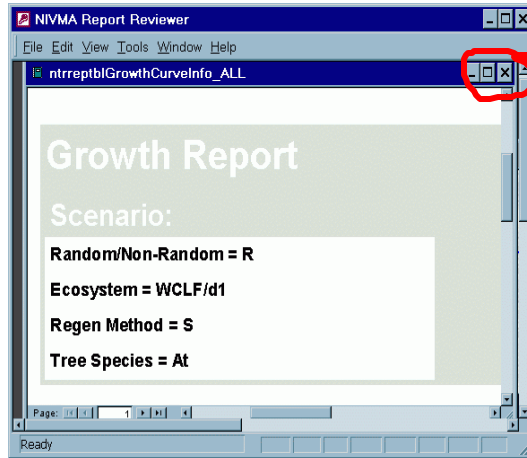 NIVMA Report Reviewer
File Edit View Tools Window Help
ntrreptblGrowthCurveInfo_ALL
Growth Report
Scenario:
Random/Non-Random = R
Ecosystem = WCLF/d1
Regen Method = S
Tree Species = At
Page: 1
Ready